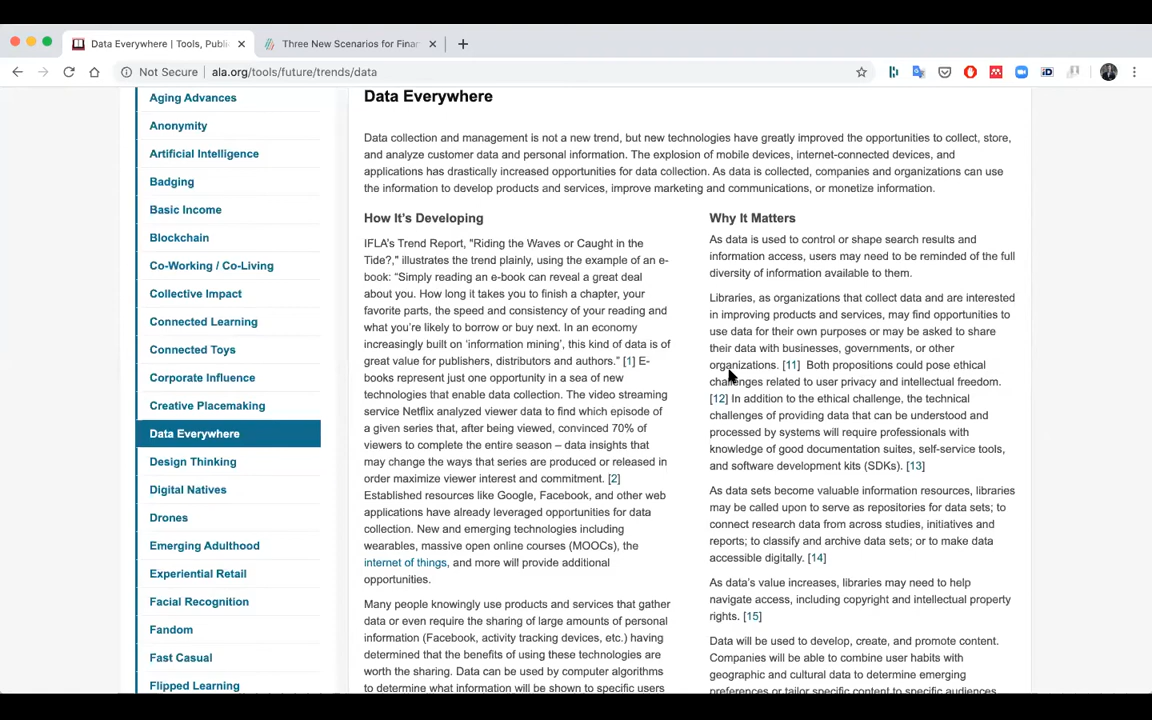 Data Everywhere | Tools, Publi
Three New Scenarios for Finan
Not Secure
ala.org/tools/future/trends/data
Aging Advances
Anonymity
Artificial Intelligence
Badging
Basic Income
Blockchain
Co-Working / Co-Living
Collective Impact
Connected Learning
Connected Toys
Corporate Influence
Creative Placemaking
Data Everywhere
Design Thinking
Digital Natives
Drones
Emerging Adulthood
Experiential Retail
Facial Recognition
Fandom
Fast Casual
Flipped Learning
Data Everywhere
Data collection and management is not a new trend, but new technologies have greatly improved the opportunities to collect, store,
and analyze customer data and personal information. The explosion of mobile devices, internet-connected devices, and
applications has drastically increased opportunities for data collection. As data is collected, companies and organizations can use
the information to develop products and services, improve marketing and communications, or monetize information.
How It's Developing
IFLA's Trend Report, "Riding the Waves or Caught in the
Tide?," illustrates the trend plainly, using the example of an e-
book: "Simply reading an e-book can reveal a great deal
about you. How long it takes you to finish a chapter, your
favorite parts, the speed and consistency of your reading and
what you're likely to borrow or buy next. In an economy
increasingly built on 'information mining', this kind of data is of
great value for publishers, distributors and authors." [1] E-
books represent just one opportunity in a sea of new
technologies that enable data collection. The video streaming
service Netflix analyzed viewer data to find which episode of
a given series that, after being viewed, convinced 70% of
viewers to complete the entire season – data insights that
may change the ways that series are produced or released in
order maximize viewer interest and commitment. [2]
Established resources like Google, Facebook, and other web
applications have already leveraged opportunities for data
collection. New and emerging technologies including
wearables, massive open online courses (MOOCs), the
internet of things, and more will provide additional
opportunities.
Many people knowingly use products and services that gather
data or even require the sharing of large amounts of personal
information (Facebook, activity tracking devices, etc.) having
determined that the benefits of using these technologies are
worth the sharing. Data can be used by computer algorithms
to determine what information will be shown to specific users
Why It Matters
As data is used to control or shape search results and
information access, users may need to be reminded of the full
diversity of information available to them.
Libraries, as organizations that collect data and are interested
in improving products and services, may find opportunities to
use data for their own purposes or may be asked to share
their data with businesses, governments, or other
organizations. [11] Both propositions could pose ethical
challenges related to user privacy and intellectual freedom.
[12] In addition to the ethical challenge, the technical
challenges of providing data that can be understood and
processed by systems will require professionals with
knowledge of good documentation suites, self-service tools,
and software development kits (SDKs). [13]
As data sets become valuable information resources, libraries
may be called upon to serve as repositories for data sets; to
connect research data from across studies, initiatives and
reports; to classify and archive data sets; or to make data
accessible digitally. [14]
As data's value increases, libraries may need to help
navigate access, including copyright and intellectual property
rights. [15]
Data will be used to develop, create, and promote content.
Companies will be able to combine user habits with
geographic and cultural data to determine emerging
preferences or tailor specific content to specific audiences.